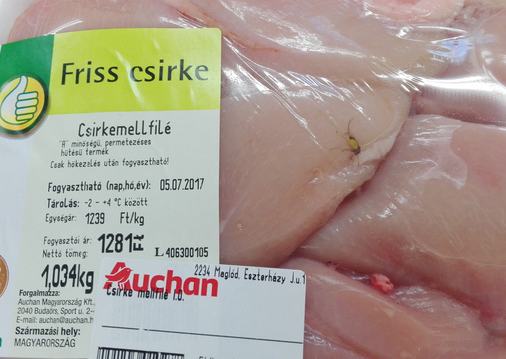 Friss csirke
Csirkemellfilé
"A" minőségű, permetezéses
hűtésű termék
Csak hőkezelés után fogyasztható!
Fogyasztható (nap,hó,év): 05.07.2017
Tárolás: -2 - +4 °C között
Egységár: 1239 Ft/kg
Fogyasztói ár: 1281 Ft
Nettó tömeg: L 406300105
1,034kg
Forgalmazza:
Auchan Magyarország Kft.,
2040 Budaörs, Sport u. 2-
E-mail: auchan@auchan.h
Származási hely:
MAGYARORSZÁG
2234 Maglód, Eszterházy J.u.1
Auchan
Csirke mellfilé